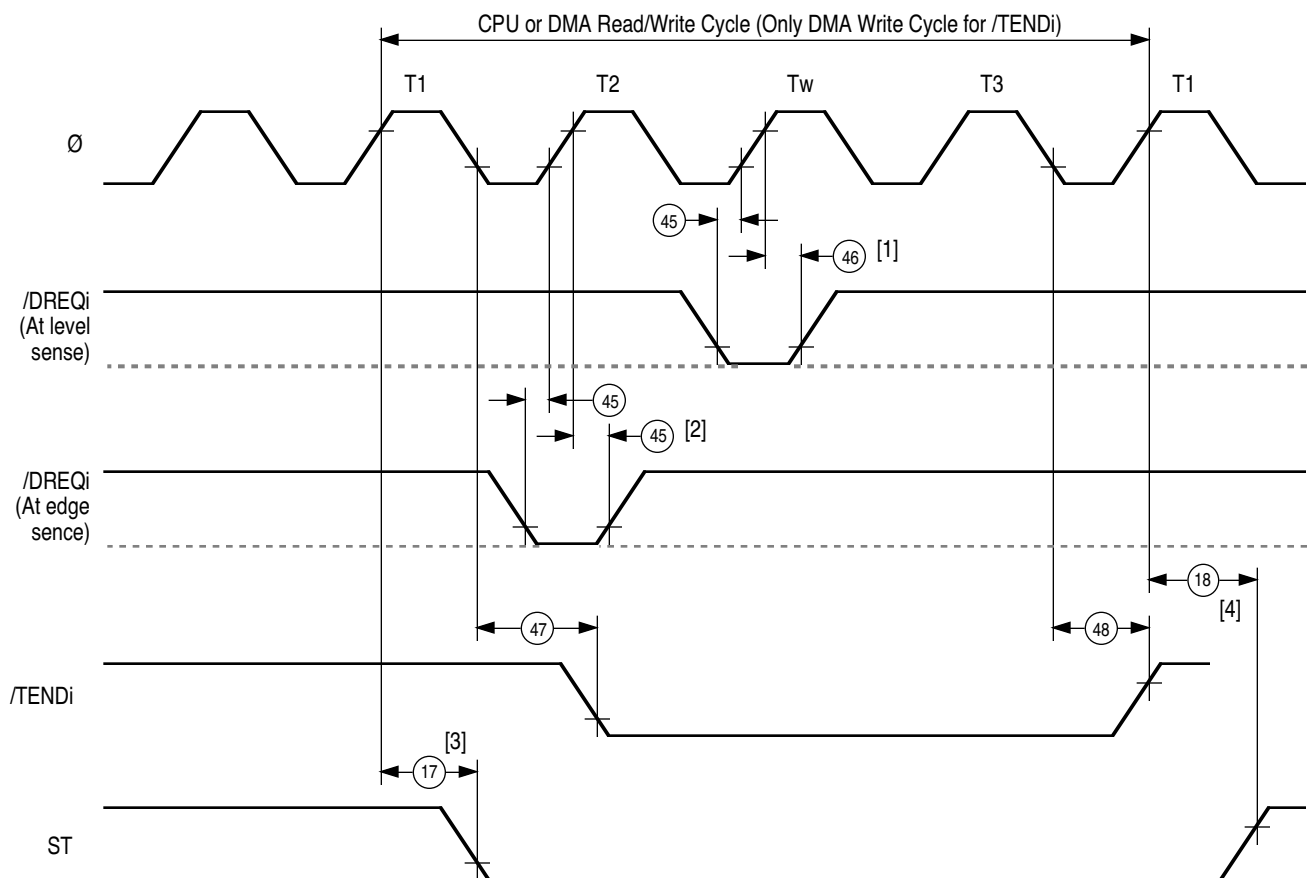 CPU or DMA Read/Write Cycle (Only DMA Write Cycle for /TENDi)
T1 T2 Tw T3 T1
Ø
45
46 [1]
/DREQi
(At level
sense)
45
45 [2]
/DREQi
(At edge
sence)
18
[4]
47
48
/TENDi
[3]
17
ST